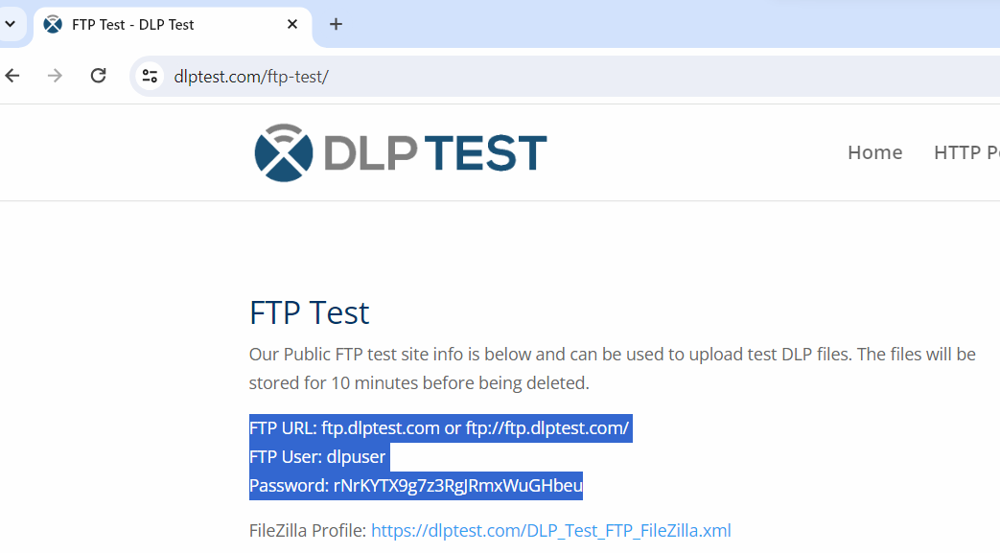 FTP Test - DLP Test
dlptest.com/ftp-test/
DLP TEST
Home HTTP P
FTP Test
Our Public FTP test site info is below and can be used to upload test DLP files. The files will be
stored for 10 minutes before being deleted.
FTP URL: ftp.dlptest.com or ftp://ftp.dlptest.com/
FTP User: dlpuser
Password: rNrKYTX9g7z3RgJRmxWuGHbeu
FileZilla Profile: https://dlptest.com/DLP_Test_FTP_FileZilla.xml